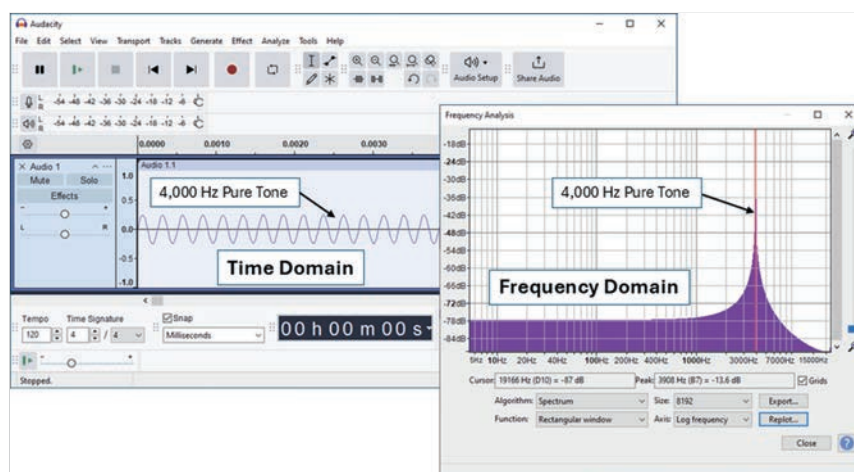 Audacity
File Edit Select View Transport Tracks Generate Effect Analyze Tools Help
Audio Setup
Share Audio
L
R
-54 -48 -42 -36 -30 -24 -18 -12 -6
L
R
-54 -48 -42 -36 -30 -24 -18 -12 -6
0.0000 0.0010 0.0020 0.0030
Audio 1
Audio 1.1
Mute Solo
Effects
- +
L R
1.0
0.5
0.0
-0.5
-1.0
4,000 Hz Pure Tone
Time Domain
Tempo Time Signature Snap
120 4 / 4 Milliseconds
00 h 00 m 00 s
Stopped.
Frequency Analysis
-18dB
-24dB
-30dB
-36dB
-42dB
-48dB
-54dB
-60dB
-66dB
-72dB
-78dB
-84dB
4,000 Hz Pure Tone
Frequency Domain
5Hz 10Hz 20Hz 40Hz 100Hz 200Hz 400Hz 1000Hz 3000Hz 7000Hz 15000Hz
Cursor: 19166 Hz (D10) = -87 dB Peak: 3908 Hz (B7) = -13.6 dB Grids
Algorithm: Spectrum Size: 8192 Export...
Function: Rectangular window Axis: Log frequency Replot...
Close ?